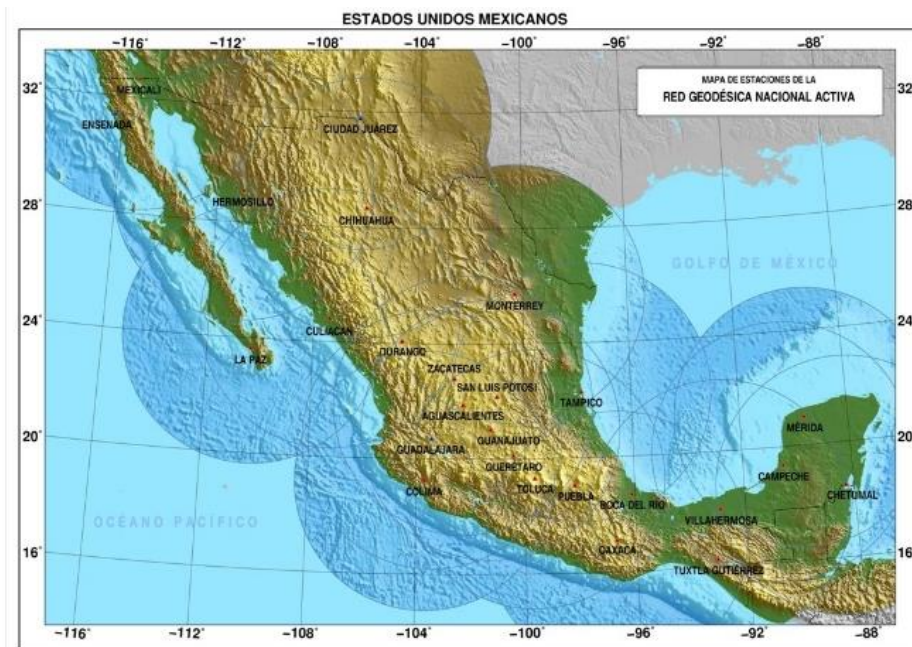 ESTADOS UNIDOS MEXICANOS
−116° −112° −108° −104° −100° −96° −92° −88°
32° 32°
MAPA DE ESTACIONES DE LA
RED GEODÉSICA NACIONAL ACTIVA
MEXICALI
ENSENADA
CIUDAD JUAREZ
28° 28°
HERMOSILLO
CHIHUAHUA
GOLFO DE MÉXICO
MONTERREY
24° 24°
CULIACAN
LA PAZ
DURANGO
ZACATECAS
SAN LUIS POTOSI
TAMPICO
AGUASCALIENTES
MÉRIDA
20° 20°
GUADALAJARA
GUANAJUATO
QUERÉTARO
CAMPECHE
COLIMA
TOLUCA
PUEBLA
BOCA DEL RÍO
CHETUMAL
OCÉANO PACÍFICO
VILLAHERMOSA
16° 16°
OAXACA
TUXTLA GUTIÉRREZ
−116° −112° −108° −104° −100° −96° −92° −88°